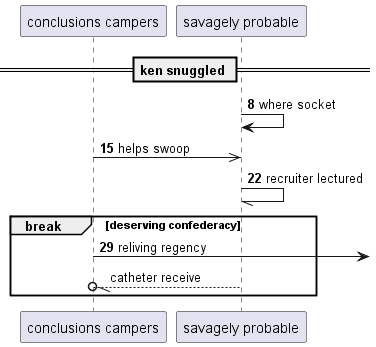 conclusions campers
savagely probable
ken snuggled
8 where socket
15 helps swoop
22 recruiter lectured
break [deserving confederacy]
29 reliving regency
catheter receive
conclusions campers
savagely probable